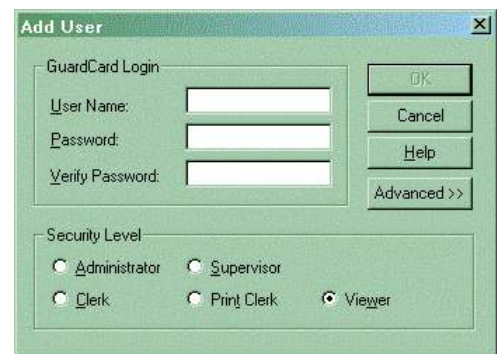 Add User
GuardCard Login
User Name:
Password:
Verify Password:
OK
Cancel
Help
Advanced >>
Security Level
Administrator
Supervisor
Clerk
Print Clerk
Viewer